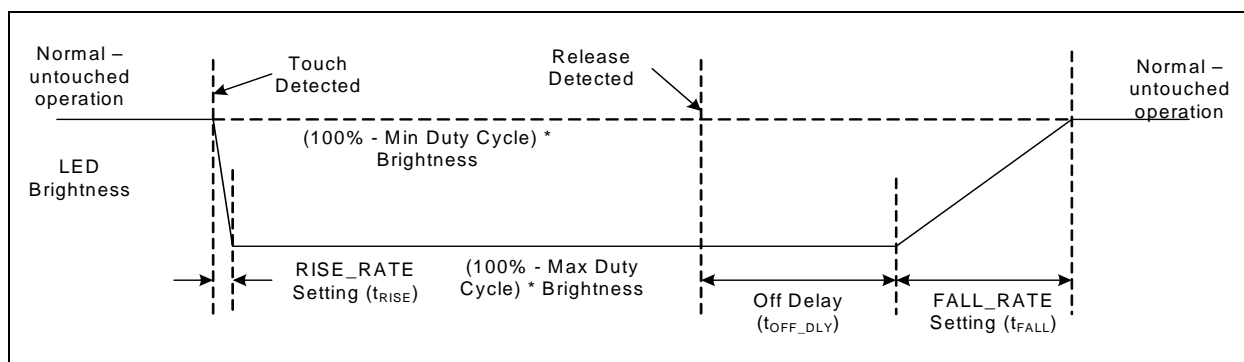 Normal –
untouched
operation
Touch
Detected
Release
Detected
Normal –
untouched
operation
(100% - Min Duty Cycle) *
Brightness
LED
Brightness
RISE_RATE
Setting (tRISE)
(100% - Max Duty
Cycle) * Brightness
Off Delay
(tOFF_DLY)
FALL_RATE
Setting (tFALL)